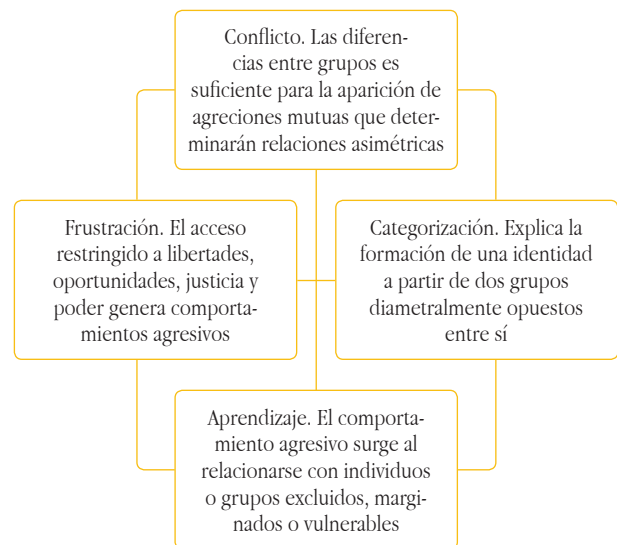 Conflicto. Las diferen-
cias entre grupos es
suficiente para la aparición de
agreciones mutuas que deter-
minarán relaciones asimétricas
Frustración. El acceso
restringido a libertades,
oportunidades, justicia y
poder genera comporta-
mientos agresivos
Categorización. Explica la
formación de una identidad
a partir de dos grupos
diametralmente opuestos
entre sí
Aprendizaje. El comporta-
miento agresivo surge al
relacionarse con individuos
o grupos excluidos, margi-
nados o vulnerables